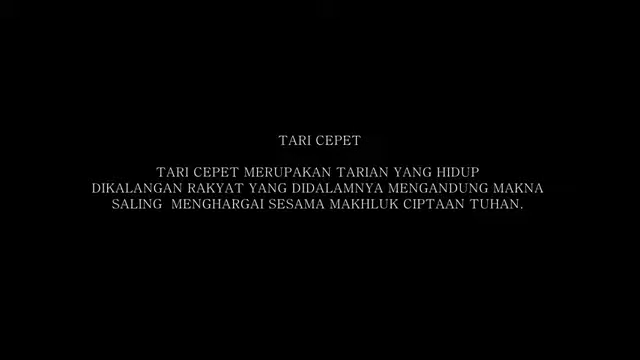 TARI CEPET
TARI CEPET MERUPAKAN TARIAN YANG HIDUP
DIKALANGAN RAKYAT YANG DIDALAMNYA MENGANDUNG MAKNA
SALING MENGHARGAI SESAMA MAKHLUK CIPTAAN TUHAN.